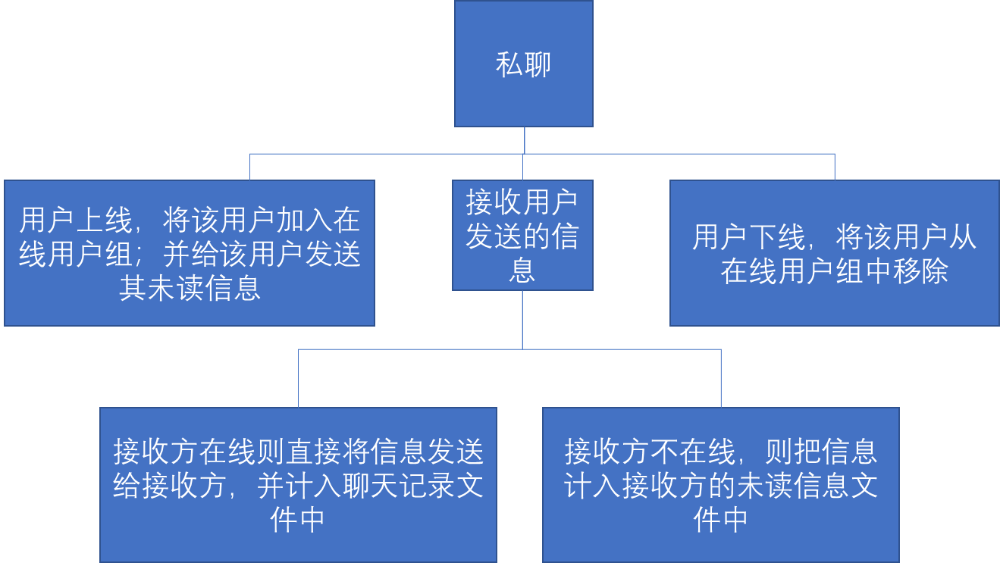 私聊
用户上线，将该用户加入在
线用户组；并给该用户发送
其未读信息
接收用户
发送的信
息
用户下线，将该用户从
在线用户组中移除
接收方在线则直接将信息发送
给接收方，并计入聊天记录文
件中
接收方不在线，则把信息
计入接收方的未读信息文
件中